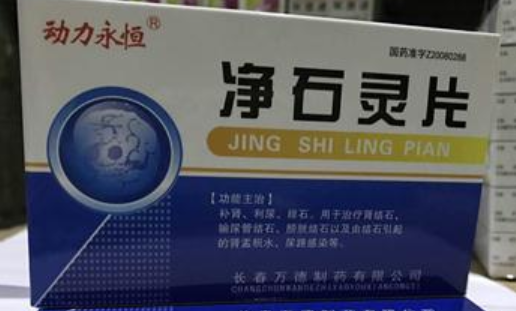 动力永恒®
国药准字Z20080268
净石灵片
JING SHI LING PIAN
【功能主治】
补肾、利尿、排石。用于治疗肾结石、
输尿管结石、膀胱结石以及由结石引起
的肾盂积水、尿路感染等。
长春万德制药有限公司